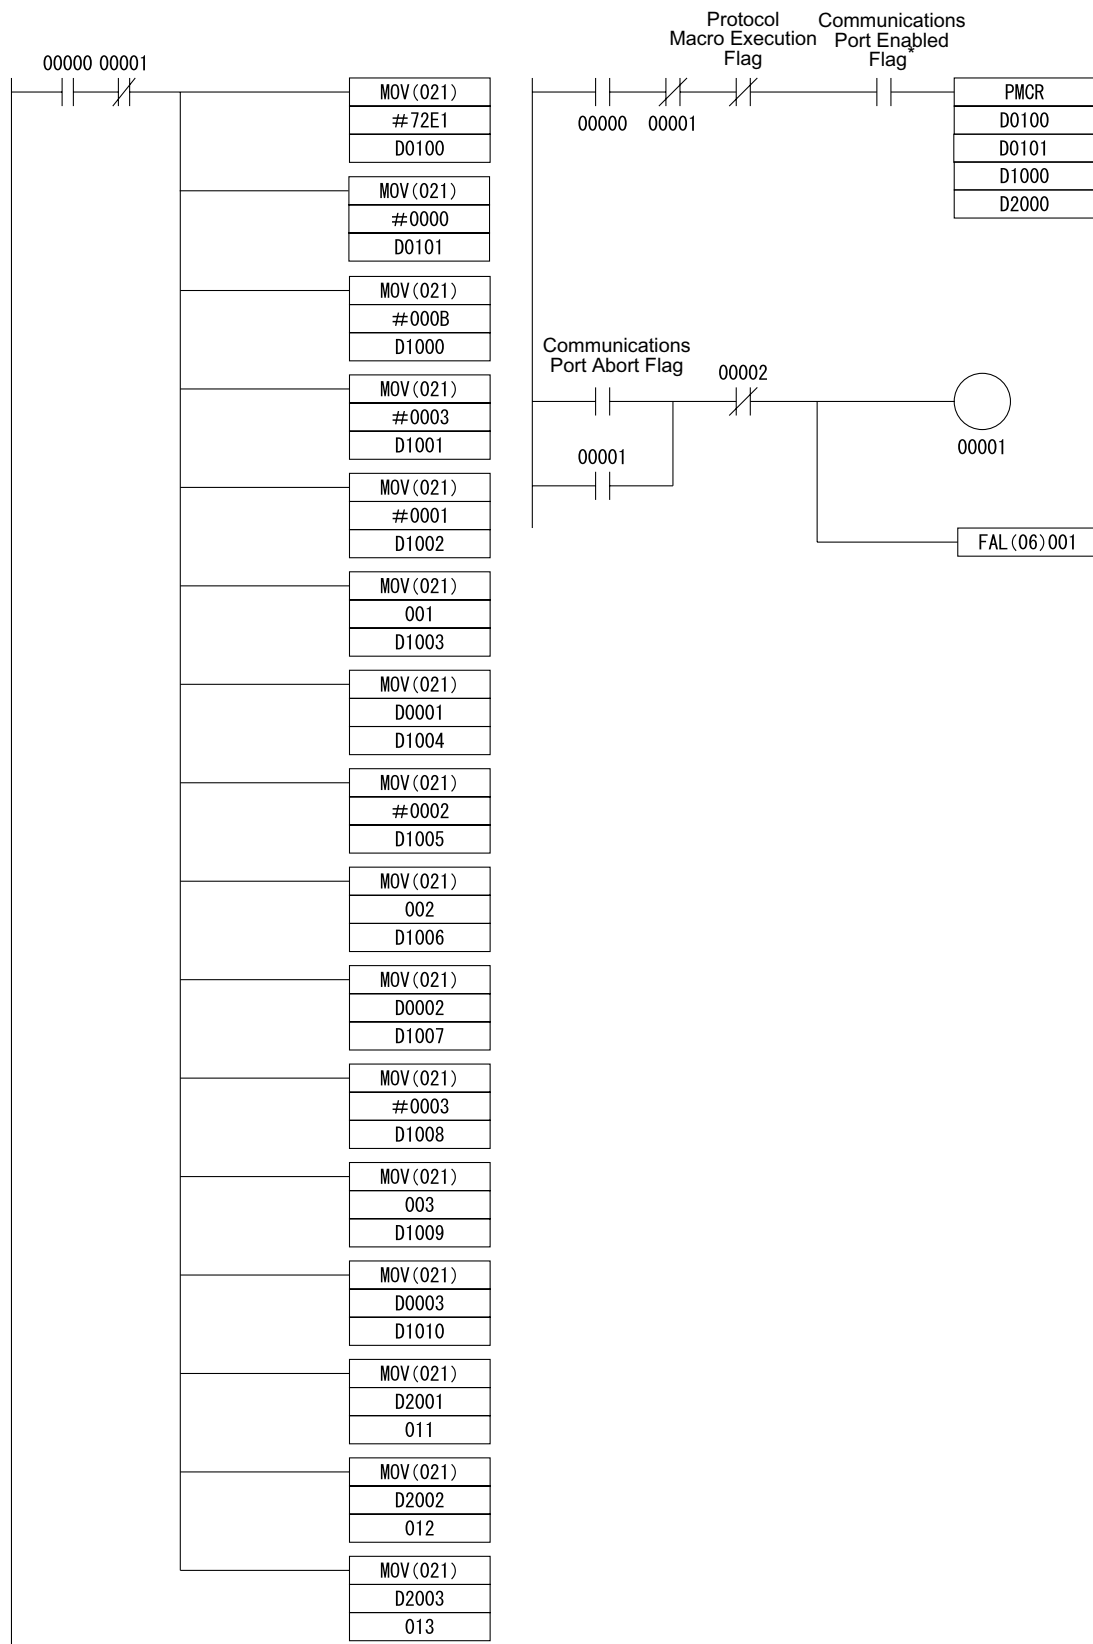 00000 00001
MOV(021)
#72E1
D0100
MOV(021)
#0000
D0101
MOV(021)
#000B
D1000
MOV(021)
#0003
D1001
MOV(021)
#0001
D1002
MOV(021)
001
D1003
MOV(021)
D0001
D1004
MOV(021)
#0002
D1005
MOV(021)
002
D1006
MOV(021)
D0002
D1007
MOV(021)
#0003
D1008
MOV(021)
003
D1009
MOV(021)
D0003
D1010
MOV(021)
D2001
011
MOV(021)
D2002
012
MOV(021)
D2003
013
Protocol
Macro Execution
Flag
Communications
Port Enabled
Flag*
00000 00001
PMCR
D0100
D0101
D1000
D2000
Communications
Port Abort Flag
00002
00001
00001
FAL(06)001